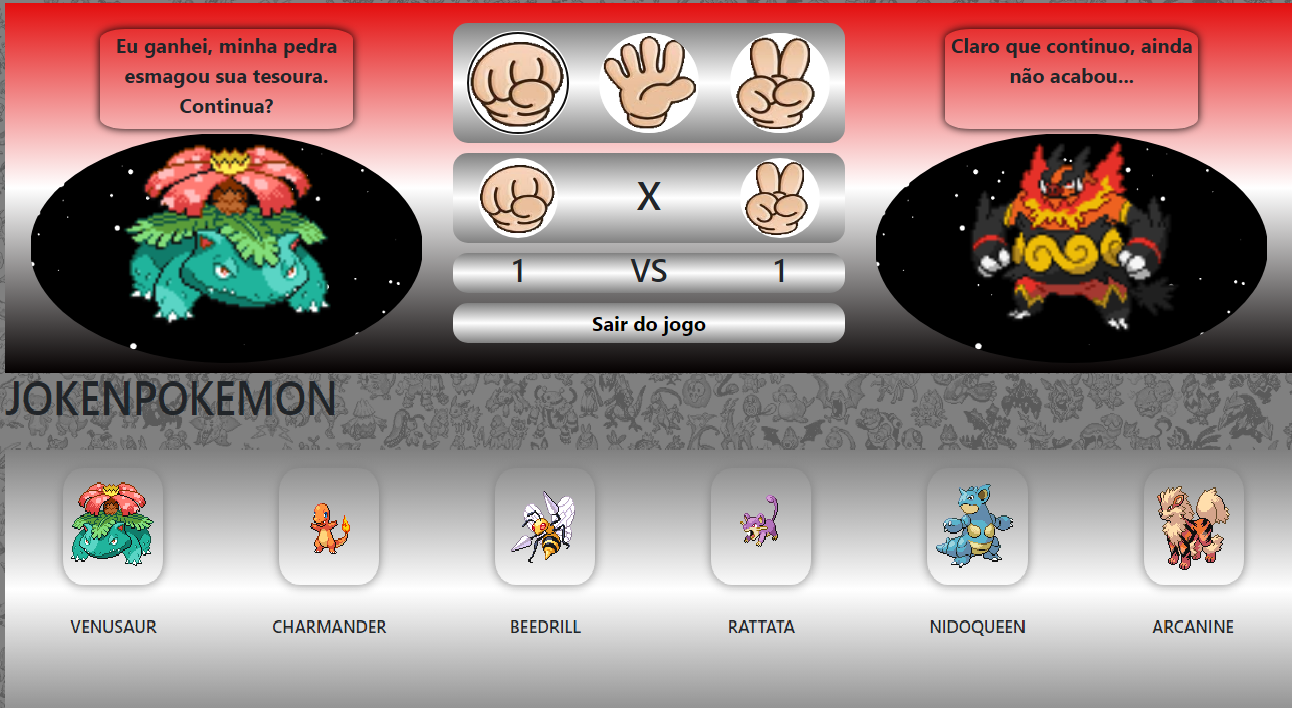 Eu ganhei, minha pedra
esmagou sua tesoura.
Continua?
Claro que continuo, ainda
não acabou...
X
1 VS 1
Sair do jogo
JOKENPOKEMON
VENUSAUR
CHARMANDER
BEEDRILL
RATTATA
NIDOQUEEN
ARCANINE